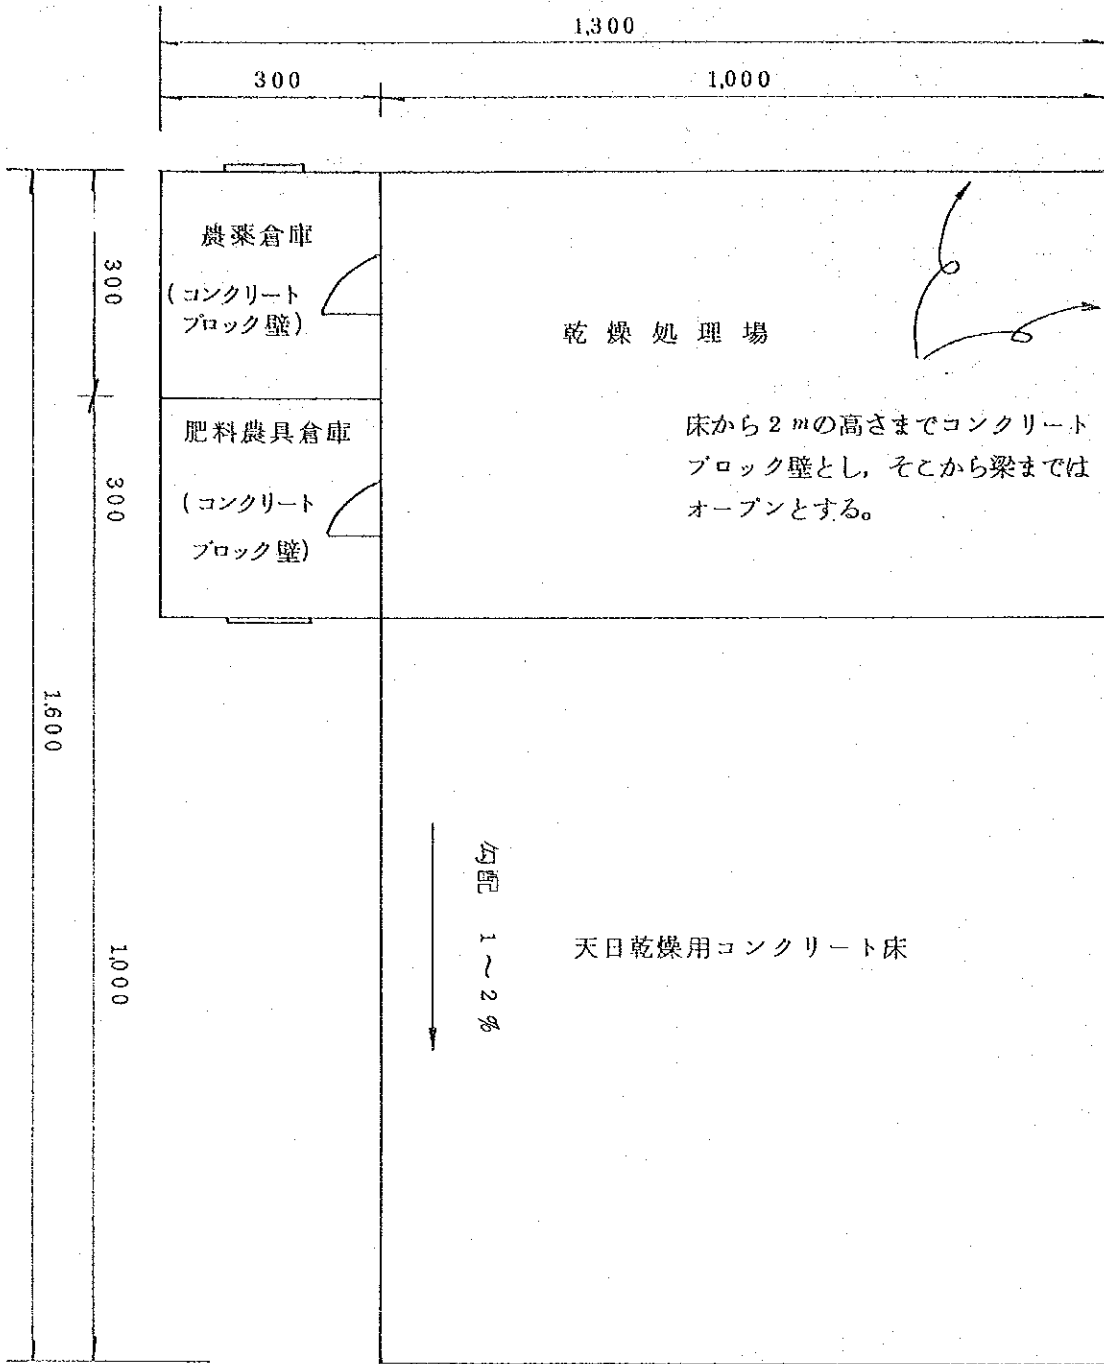 1,300
300
1,000
農薬倉庫
(コンクリート
ブロック壁)
300
乾燥処理場
床から2mの高さまでコンクリート
ブロック壁とし,そこから梁までは
オープンとする。
肥料農具倉庫
(コンクリート
ブロック壁)
300
1,600
勾配 1～2%
天日乾燥用コンクリート床
1,000